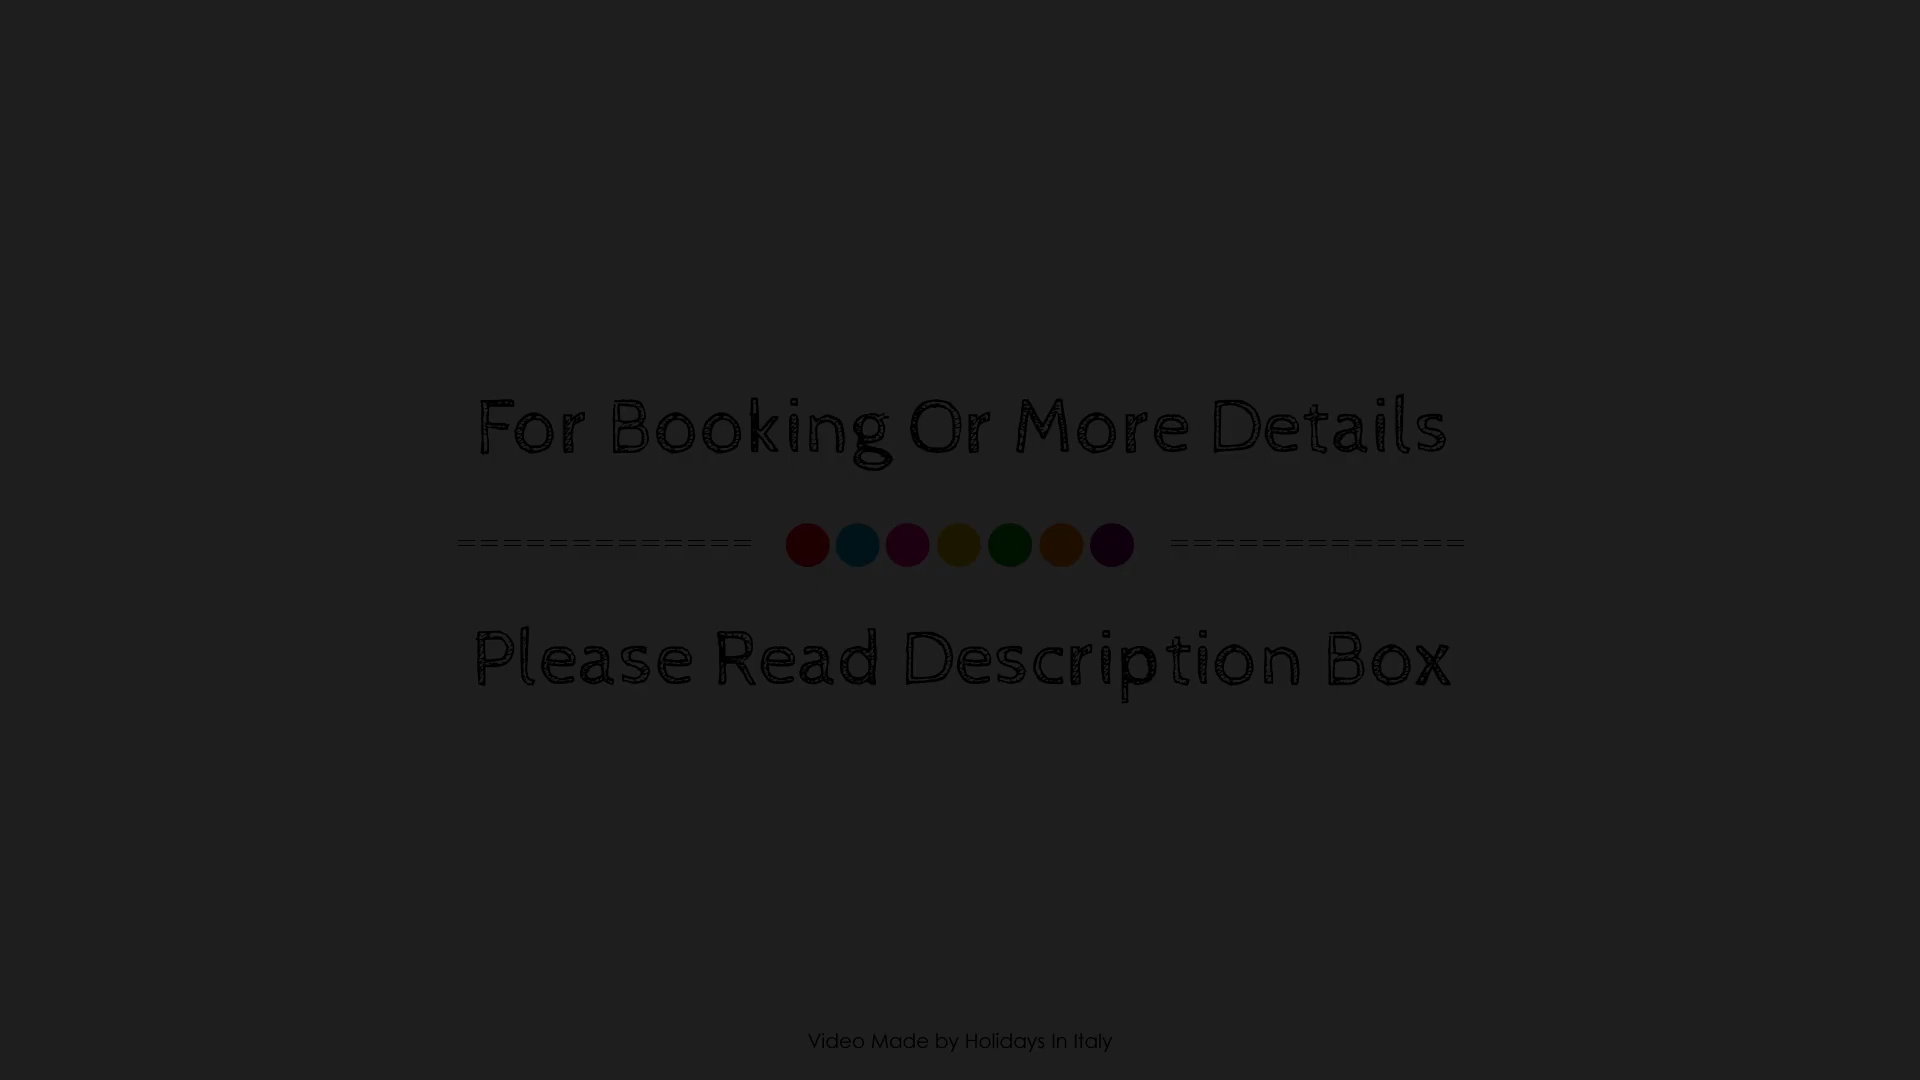 For Booking Or More Details
============= =============
Please Read Description Box
Video Made by Holidays In Italy